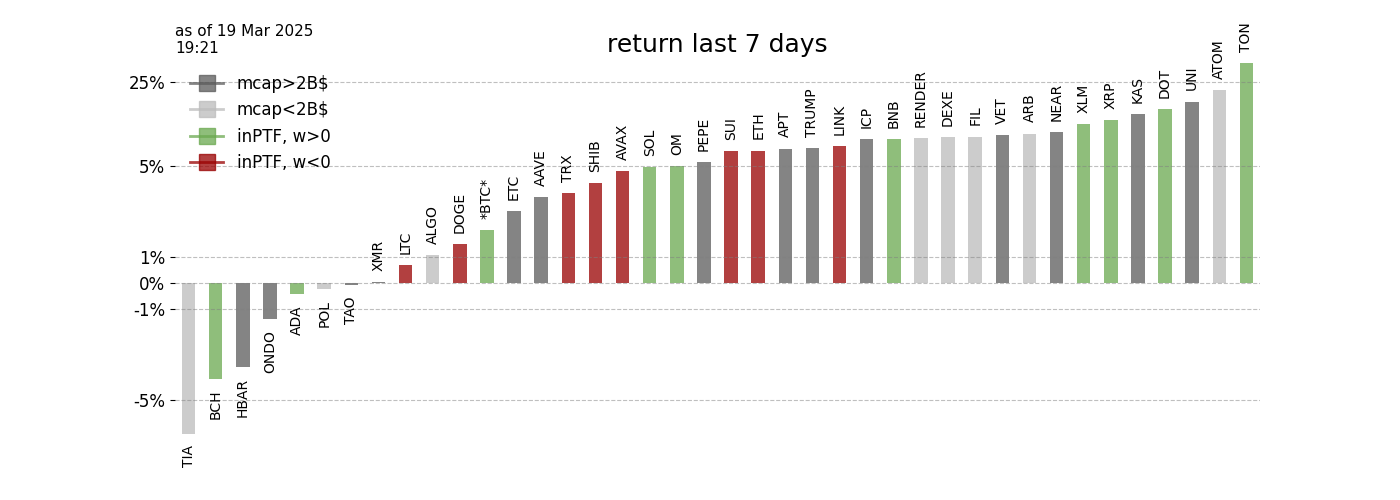 as of 19 Mar 2025
19:21
return last 7 days
mcap>2B$
mcap<2B$
inPTF, w>0
inPTF, w<0
25%
5%
1%
0%
-1%
-5%
TIA
BCH
HBAR
ONDO
ADA
POL
TAO
XMR
LTC
ALGO
DOGE
*BTC*
ETC
AAVE
TRX
SHIB
AVAX
SOL
OM
PEPE
SUI
ETH
APT
TRUMP
LINK
ICP
BNB
RENDER
DEXE
FIL
VET
ARB
NEAR
XLM
XRP
KAS
DOT
UNI
ATOM
TON